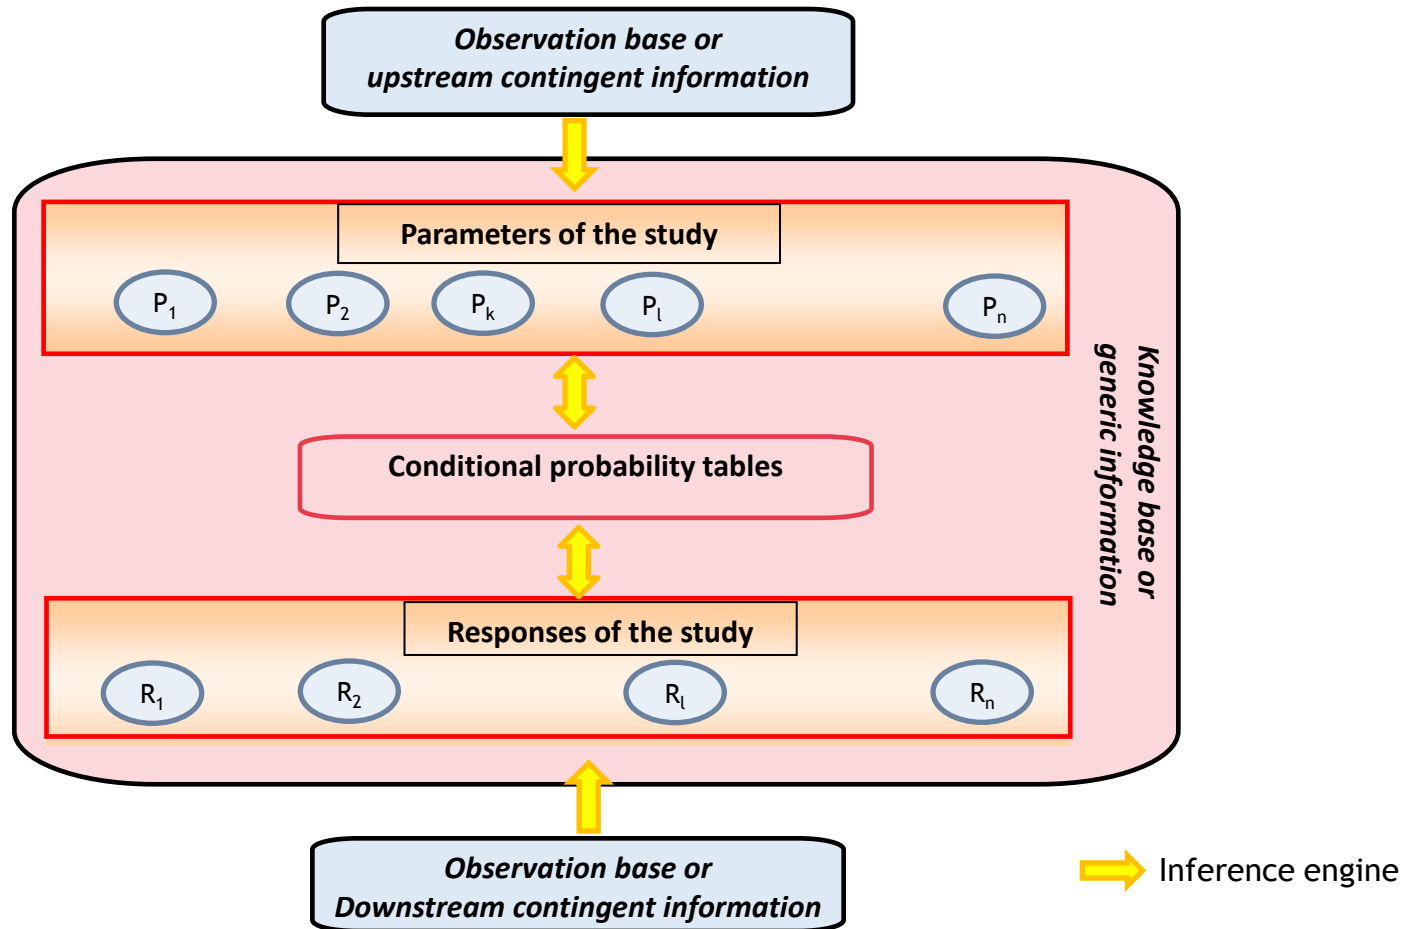 Observation base or
upstream contingent information
Parameters of the study
P1
P2
Pk
Pl
Pn
Knowledge base or
generic information
Conditional probability tables
Responses of the study
R1
R2
Rl
Rn
Observation base or
Downstream contingent information
Inference engine